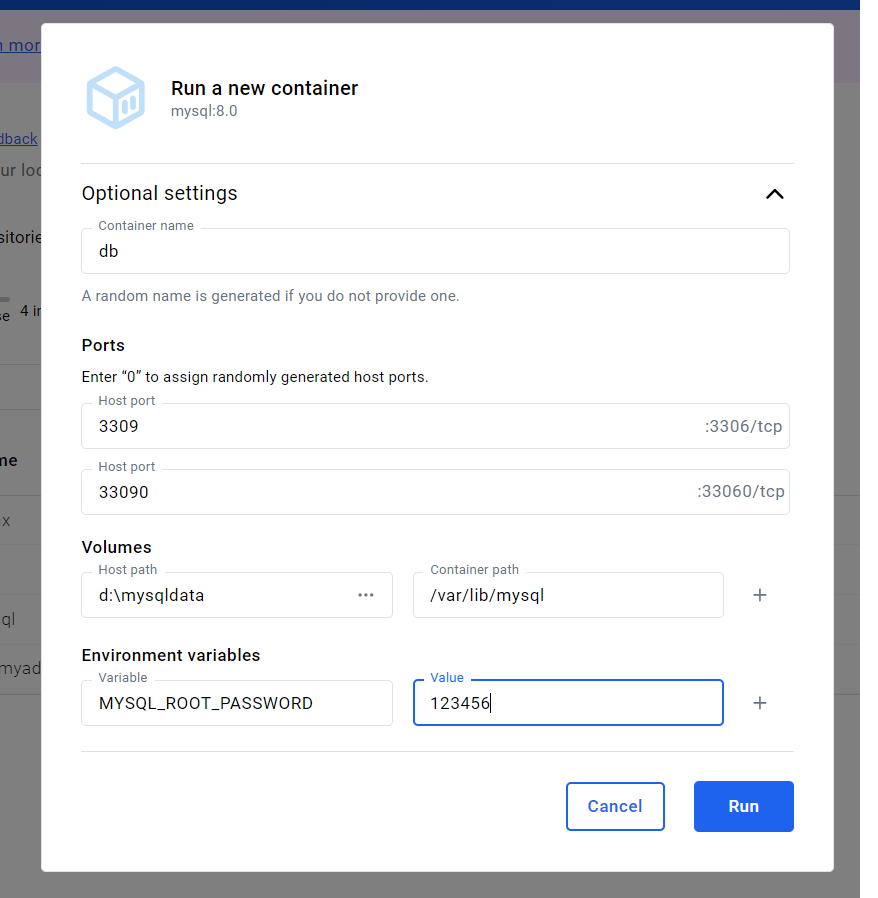 n mor
Run a new container
mysql:8.0
dback
ur loc
Optional settings
Container name
db
sitorie
A random name is generated if you do not provide one.
se 4 in
Ports
Enter “0” to assign randomly generated host ports.
Host port
3309 :3306/tcp
me
Host port
33090 :33060/tcp
x
Volumes
Host path Container path
d:\mysqldata ... /var/lib/mysql +
ql
Environment variables
myad
Variable Value
MYSQL_ROOT_PASSWORD 123456 +
Cancel Run